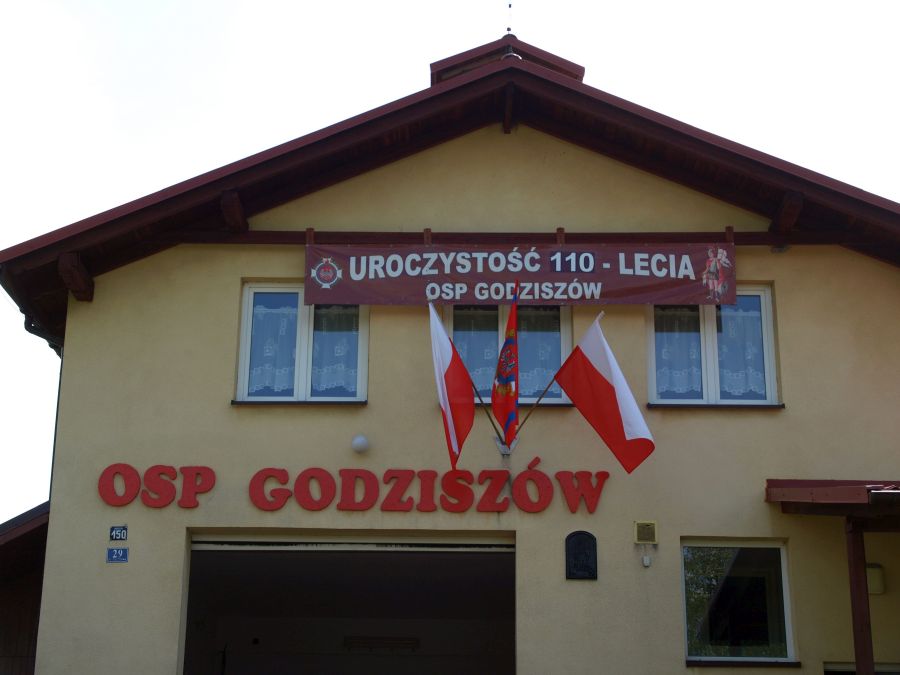 UROCZYSTOŚĆ 110 - LECIA
OSP GODZISZÓW
OSP GODZISZÓW
150
29